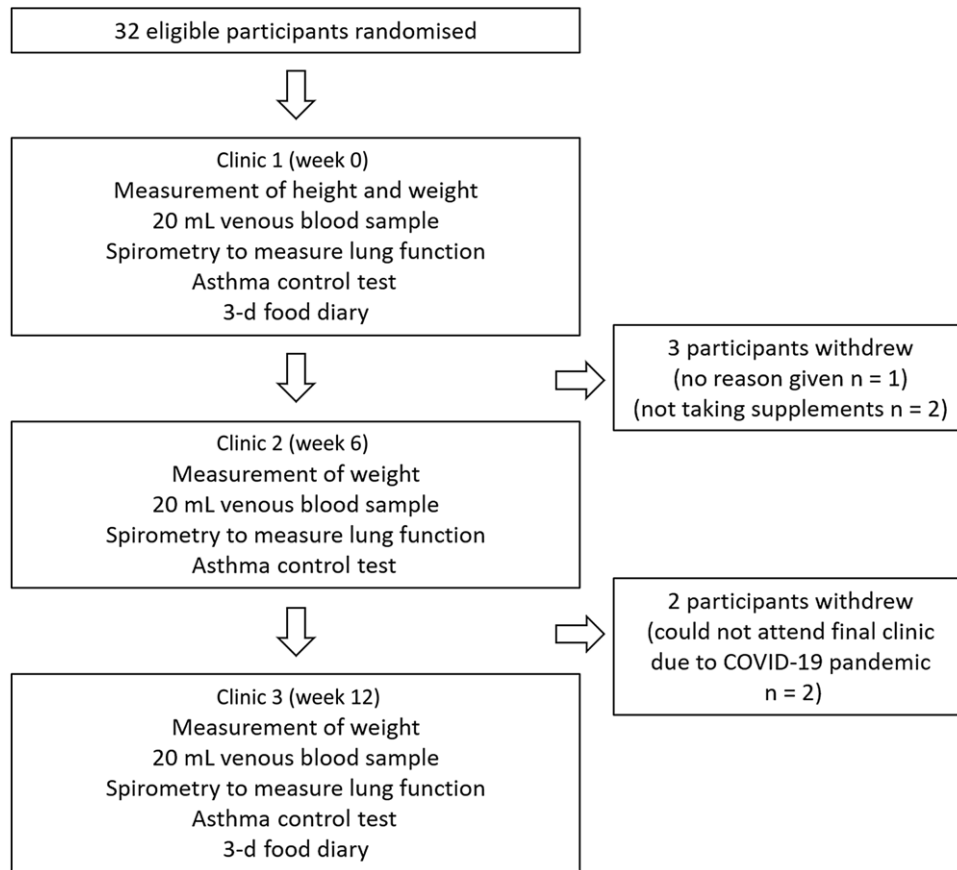 32 eligible participants randomised
Clinic 1 (week 0)
Measurement of height and weight
20 mL venous blood sample
Spirometry to measure lung function
Asthma control test
3-d food diary
3 participants withdrew
(no reason given n = 1)
(not taking supplements n = 2)
Clinic 2 (week 6)
Measurement of weight
20 mL venous blood sample
Spirometry to measure lung function
Asthma control test
2 participants withdrew
(could not attend final clinic
due to COVID-19 pandemic
n = 2)
Clinic 3 (week 12)
Measurement of weight
20 mL venous blood sample
Spirometry to measure lung function
Asthma control test
3-d food diary